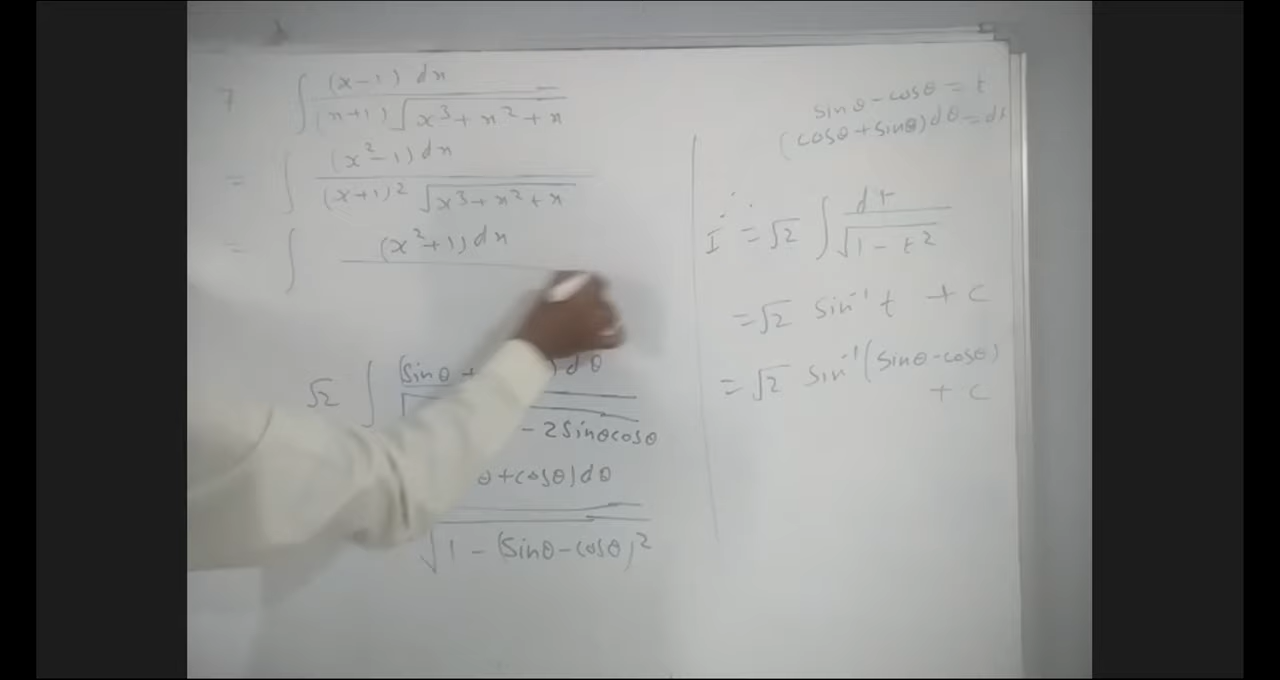 7 ∫ (x-1) dx / (x+1) √x³+x²+x
= ∫ (x²-1) dx / (x+1)² √x³+x²+x
= ∫ (x²+1) dx
√2 ∫ (sinθ + ) dθ
- 2sinθcosθ
θ+cosθ) dθ
√1 - (sinθ-cosθ)²
sinθ-cosθ = t
(cosθ+sinθ)dθ = dt
∴ I = √2 ∫ dt / √1-t²
= √2 sin⁻¹ t + c
= √2 sin⁻¹(sinθ-cosθ)
+ c